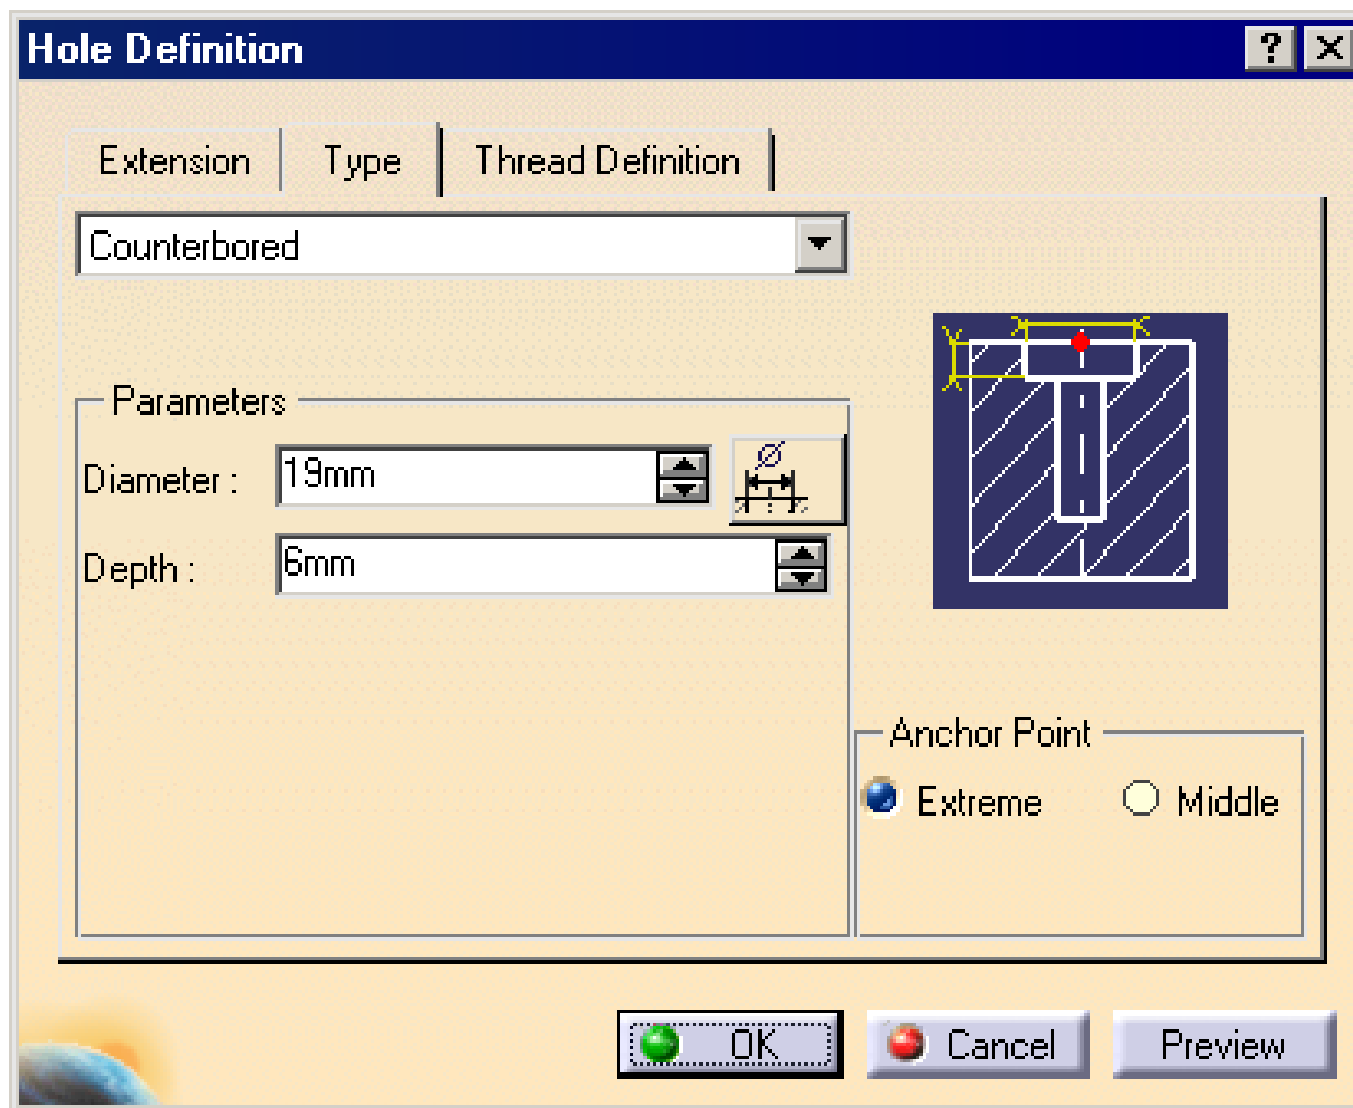 Hole Definition
? X
Extension Type Thread Definition
Counterbored
Parameters
Diameter : 19mm
Ø
Depth : 6mm
Anchor Point
Extreme Middle
OK Cancel Preview